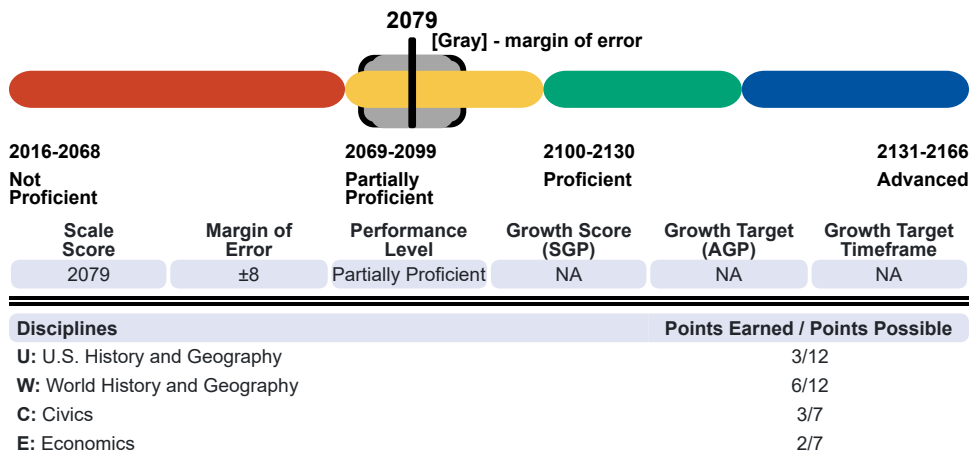 2079
[Gray] - margin of error
2016-2068 2069-2099 2100-2130 2131-2166
Not Proficient Partially Proficient Proficient Advanced
Scale Score Margin of Error Performance Level Growth Score (SGP) Growth Target (AGP) Growth Target Timeframe
2079 ±8 Partially Proficient NA NA NA
Disciplines Points Earned / Points Possible
U: U.S. History and Geography 3/12
W: World History and Geography 6/12
C: Civics 3/7
E: Economics 2/7